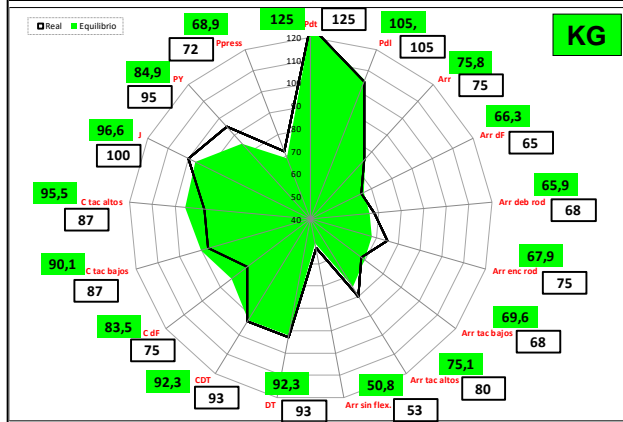 Real Equilibrio
KG
125
Pdt
125
105,
Pdl
105
75,8
Arr
75
66,3
Arr dF
65
65,9
Arr deb rod
68
67,9
Arr enc rod
75
69,6
Arr tac bajos
68
75,1
Arr tac altos
80
50,8
Arr sin flex.
53
92,3
DT
93
92,3
CDT
93
83,5
C dF
75
90,1
C tac bajos
87
95,5
C tac altos
87
96,6
J
100
84,9
PY
95
68,9
Ppress
72
120
110
100
90
80
70
60
50
40